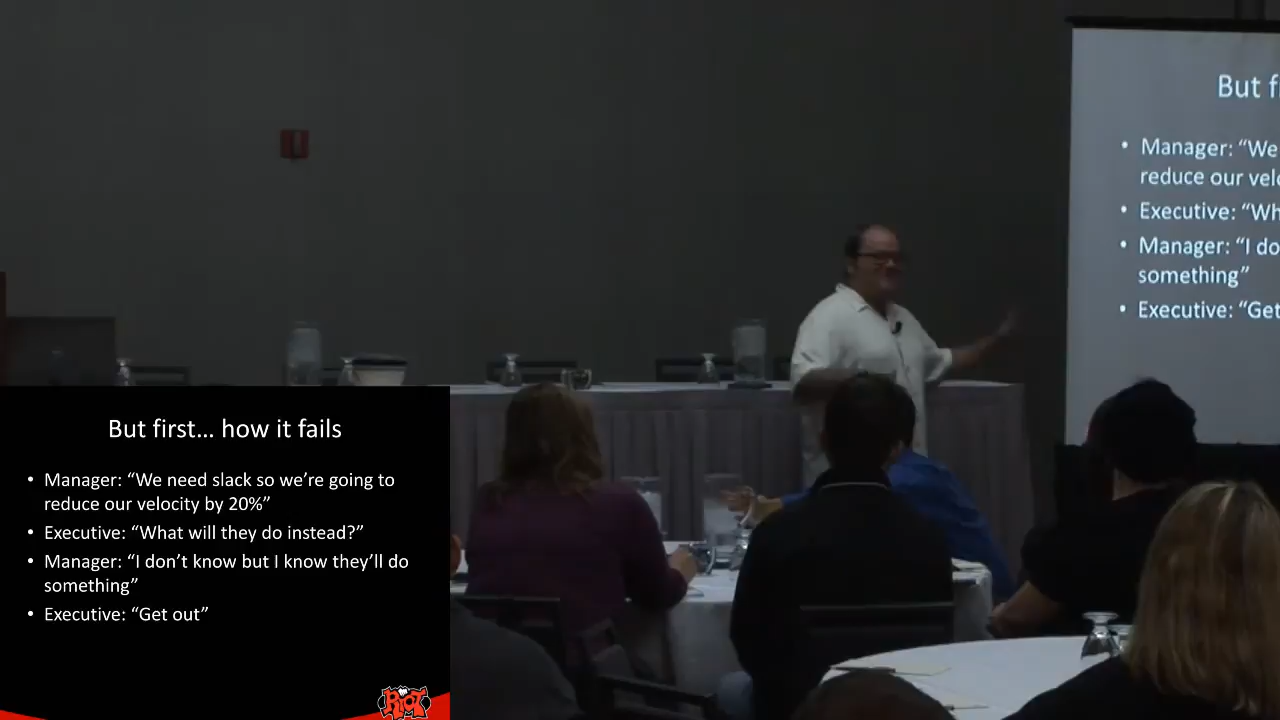 But fi
• Manager: “We
reduce our velo
• Executive: “Wh
• Manager: “I do
something”
• Executive: “Get
But first… how it fails
• Manager: “We need slack so we’re going to
reduce our velocity by 20%”
• Executive: “What will they do instead?”
• Manager: “I don’t know but I know they’ll do
something”
• Executive: “Get out”
RIOT